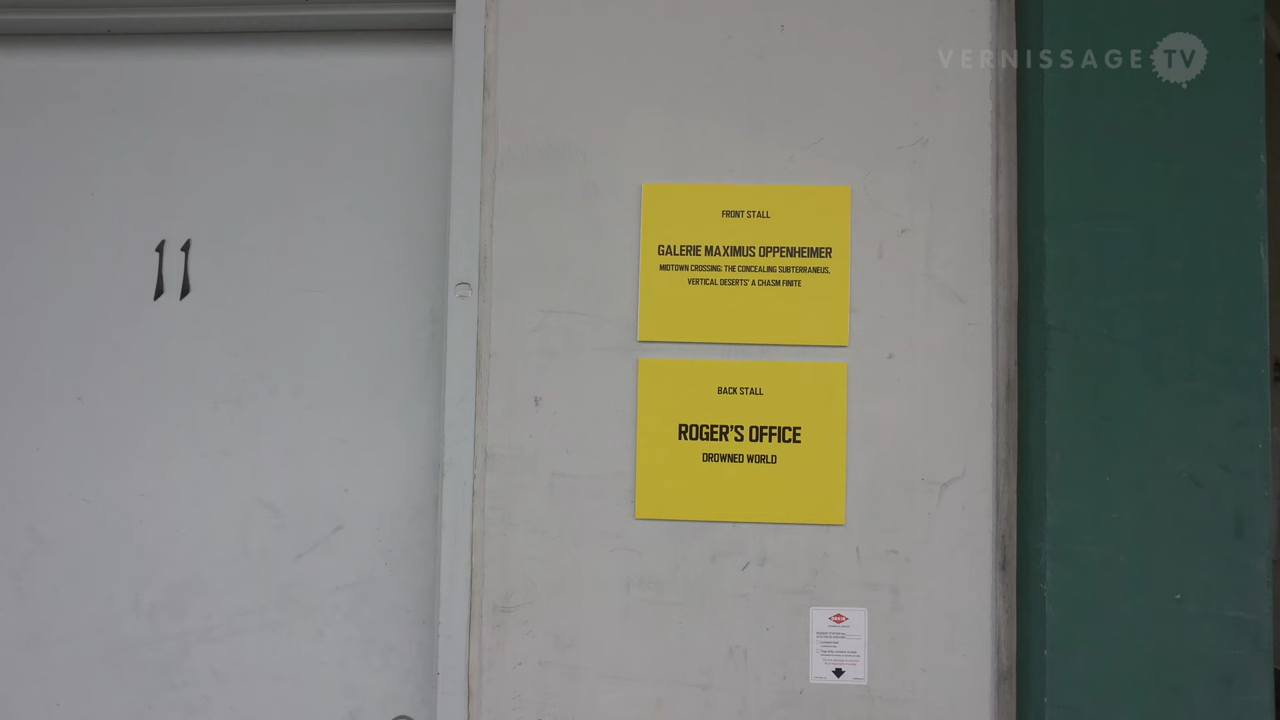 VERNISSAGE TV
11
FRONT STALL
GALERIE MAXIMUS OPPENHEIMER
MIDTOWN CROSSING: THE CONCEALING SUBTERRANEUS,
VERTICAL DESERTS' A CHASM FINITE
BACK STALL
ROGER'S OFFICE
DROWNED WORLD
ORKIN